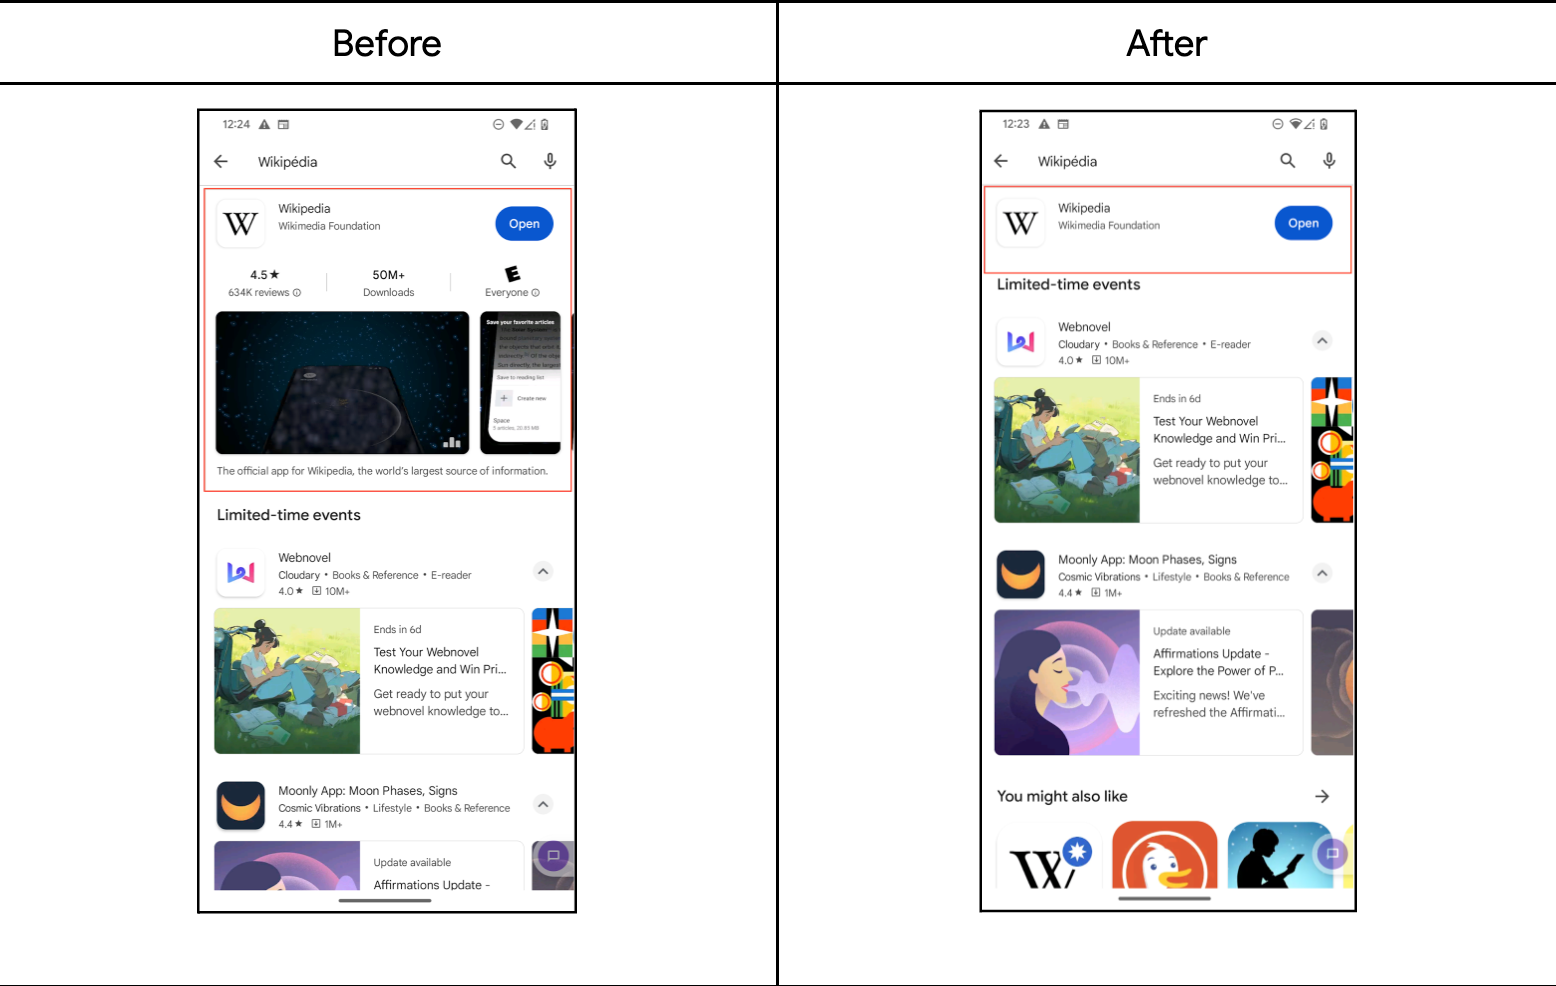 Before
After
12:24
Wikipédia
W
Wikipedia
Wikimedia Foundation
Open
4.5★
634K reviews
50M+
Downloads
E
Everyone
Save your favorite articles
Save to reading list
Create new
Space
The official app for Wikipedia, the world's largest source of information.
Limited-time events
Webnovel
Cloudary • Books & Reference • E-reader
4.0★ 10M+
Ends in 6d
Test Your Webnovel
Knowledge and Win Pri...
Get ready to put your
webnovel knowledge to...
Moonly App: Moon Phases, Signs
Cosmic Vibrations • Lifestyle • Books & Reference
4.4★ 1M+
Update available
Affirmations Update -
12:23
Wikipédia
W
Wikipedia
Wikimedia Foundation
Open
Limited-time events
Webnovel
Cloudary • Books & Reference • E-reader
4.0★ 10M+
Ends in 6d
Test Your Webnovel
Knowledge and Win Pri...
Get ready to put your
webnovel knowledge to...
Moonly App: Moon Phases, Signs
Cosmic Vibrations • Lifestyle • Books & Reference
4.4★ 1M+
Update available
Affirmations Update -
Explore the Power of P...
Exciting news! We've
refreshed the Affirmati...
You might also like
W